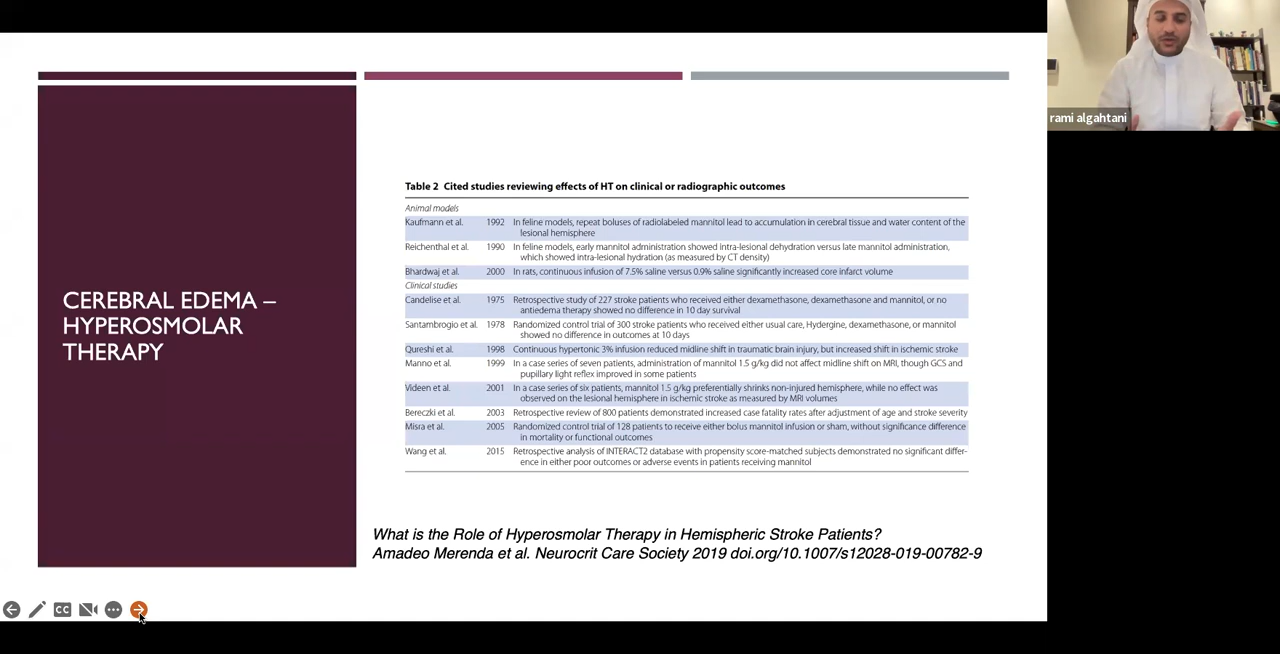 rami algahtani
CEREBRAL EDEMA –
HYPEROSMOLAR
THERAPY
Table 2 Cited studies reviewing effects of HT on clinical or radiographic outcomes
Animal models
Kaufmann et al. 1992 In feline models, repeat boluses of radiolabeled mannitol lead to accumulation in cerebral tissue and water content of the
lesional hemisphere
Reichenthal et al. 1990 In feline models, early mannitol administration showed intra-lesional dehydration versus late mannitol administration,
which showed intra-lesional hydration (as measured by CT density)
Bhardwaj et al. 2000 In rats, continuous infusion of 7.5% saline versus 0.9% saline significantly increased core infarct volume
Clinical studies
Candelise et al. 1975 Retrospective study of 227 stroke patients who received either dexamethasone, dexamethasone and mannitol, or no
antiedema therapy showed no difference in 10 day survival
Santambrogio et al. 1978 Randomized control trial of 300 stroke patients who received either usual care, Hydergine, dexamethasone, or mannitol
showed no difference in outcomes at 10 days
Qureshi et al. 1998 Continuous hypertonic 3% infusion reduced midline shift in traumatic brain injury, but increased shift in ischemic stroke
Manno et al. 1999 In a case series of seven patients, administration of mannitol 1.5 g/kg did not affect midline shift on MRI, though GCS and
pupillary light reflex improved in some patients
Videen et al. 2001 In a case series of six patients, mannitol 1.5 g/kg preferentially shrinks non-injured hemisphere, while no effect was
observed on the lesional hemisphere in ischemic stroke as measured by MRI volumes
Bereczki et al. 2003 Retrospective review of 800 patients demonstrated increased case fatality rates after adjustment of age and stroke severity
Misra et al. 2005 Randomized control trial of 128 patients to receive either bolus mannitol infusion or sham, without significance difference
in mortality or functional outcomes
Wang et al. 2015 Retrospective analysis of INTERACT2 database with propensity score-matched subjects demonstrated no significant differ-
ence in either poor outcomes or adverse events in patients receiving mannitol
What is the Role of Hyperosmolar Therapy in Hemispheric Stroke Patients?
Amadeo Merenda et al. Neurocrit Care Society 2019 doi.org/10.1007/s12028-019-00782-9
CC